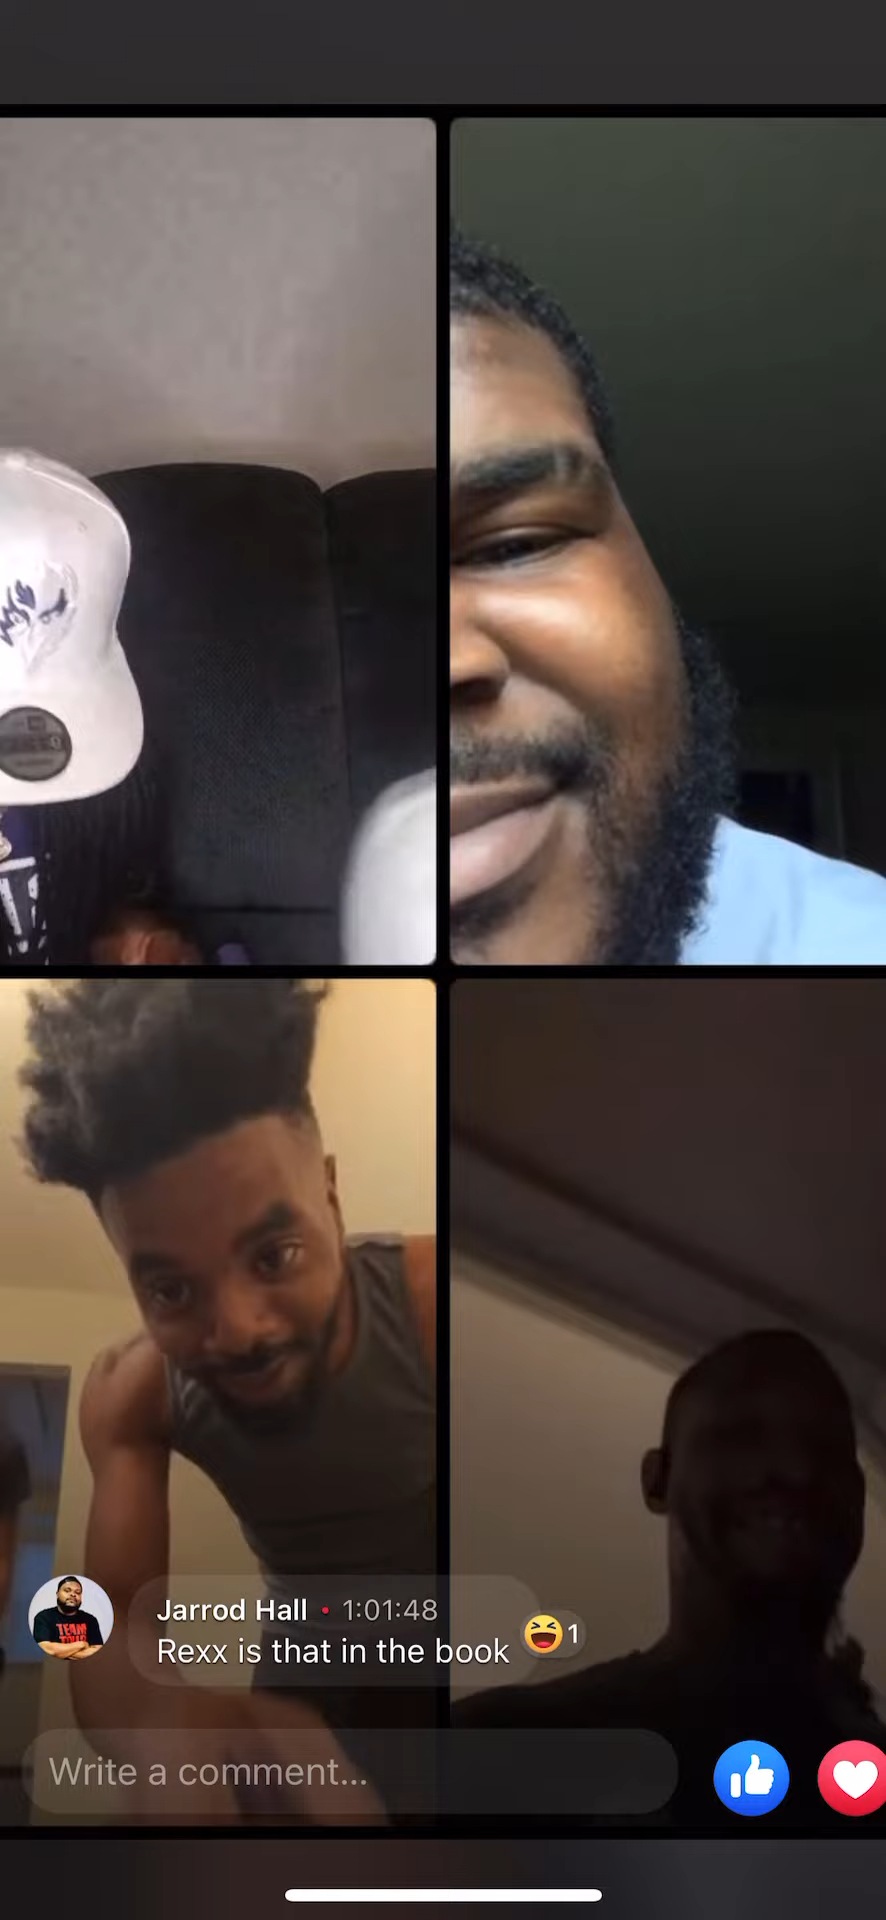 Jarrod Hall • 1:01:48
Rexx is that in the book
1
Write a comment...